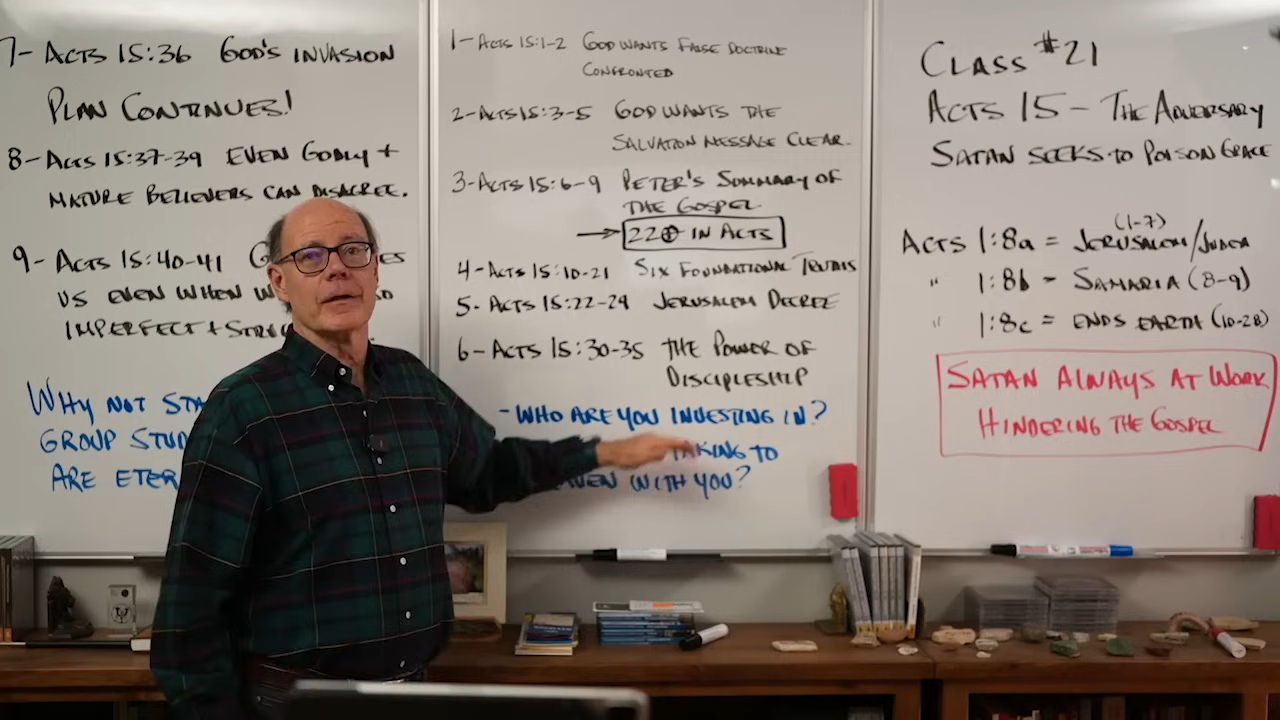 7- ACTS 15:36 GOD'S INVASION
PLAN CONTINUES!
8- ACTS 15:37-39 EVEN GODLY +
MATURE BELIEVERS CAN DISAGREE.
9- ACTS 15:40-41
US EVEN WHEN
IMPERFECT +
WHY NOT
GROUP
ARE
1- ACTS 15:1-2 GOD WANTS FALSE DOCTRINE
CONFRONTED
2- ACTS 15:3-5 GOD WANTS THE
SALVATION MESSAGE CLEAR.
3- ACTS 15:6-9 PETER'S SUMMARY OF
THE GOSPEL
→ IN ACTS
4- ACTS 15:10-21 SIX FOUNDATIONAL TRUTHS
5- ACTS 15:22-29 JERUSALEM DECREE
6- ACTS 15:30-35 THE POWER OF
DISCIPLESHIP
- WHO ARE YOU INVESTING IN?
TO
WITH YOU?
CLASS #21
ACTS 15 - THE ADVERSARY
SATAN SEEKS TO POISON GRACE
(1-7)
ACTS 1:8a = JERUSALEM/JUDEA
" 1:8b - SAMARIA (8-9)
" 1:8c = ENDS EARTH (10-28)
SATAN ALWAYS AT WORK
HINDERING THE GOSPEL